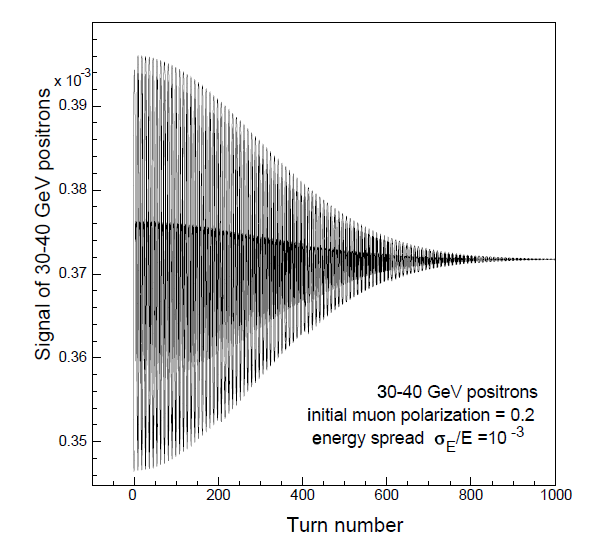 x 10-3
0.39
0.38
0.37
0.36
0.35
Signal of 30-40 GeV positrons
30-40 GeV positrons
initial muon polarization = 0.2
energy spread σE/E =10 -3
0 200 400 600 800 1000
Turn number